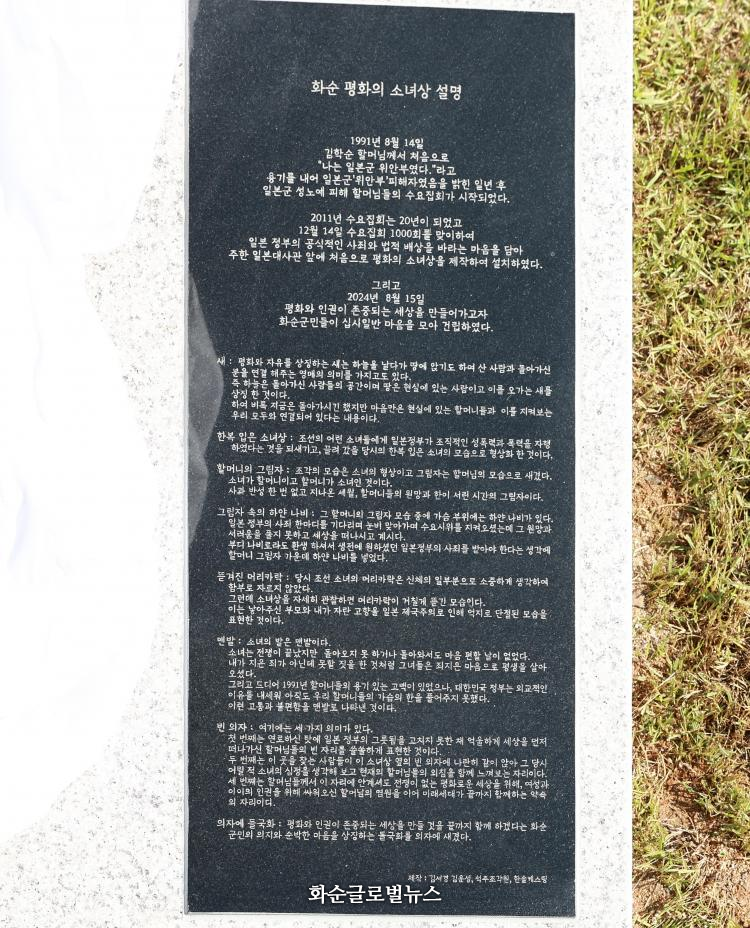 화순 평화의 소녀상 설명
1991년 8월 14일
김학순 할머님께서 처음으로
"나는 일본군 위안부였다."라고
용기를 내어 일본군'위안부'피해자였음을 밝힌 일년 후
일본군 성노예 피해 할머님들의 수요집회가 시작되었다.
2011년 수요집회는 20년이 되었고
12월 14일 수요집회 1000회를 맞이하여
일본 정부의 공식적인 사죄와 법적 배상을 바라는 마음을 담아
주한 일본대사관 앞에 처음으로 평화의 소녀상을 제작하여 설치하였다.
그리고
2024년 8월 15일
평화와 인권이 존중되는 세상을 만들어가고자
화순군민들이 십시일반 마음을 모아 건립하였다.
새 : 평화와 자유를 상징하는 새는 하늘을 날다가 땅에 앉기도 하여 산 사람과 돌아가신
분을 연결 해주는 영매의 의미를 가지고도 있다.
즉 하늘은 돌아가신 사람들의 공간이며 땅은 현실에 있는 사람이고 이를 오가는 새를
상징 한 것이다.
하여 비록 지금은 돌아가시긴 했지만 마음만은 현실에 있는 할머니들과 이를 지켜보는
우리 모두와 연결되어 있다는 내용이다.
한복 입은 소녀상 : 조선의 어린 소녀들에게 일본정부가 조직적인 성폭력과 폭력을 자행
하였다는 것을 되새기고, 끌려 갔을 당시의 한복 입은 소녀의 모습으로 형상화 한 것이다.
할머니의 그림자 : 조각의 모습은 소녀의 형상이고 그림자는 할머님의 모습으로 새겼다.
소녀가 할머니이고 할머니가 소녀인 것이다.
사과 반성 한 번 없고 지나온 세월, 할머니들의 원망과 한이 서린 시간의 그림자이다.
그림자 속의 하얀 나비 : 그 할머니의 그림자 모습 중에 가슴 부위에는 하얀 나비가 있다.
일본 정부의 사죄 한마디를 기다리며 눈비 맞아가며 수요시위를 지켜오셨는데 그 원망과
서러움을 풀지 못하고 세상을 떠나시고 계시다.
부디 나비로라도 환생 하셔서 생전에 원하셨던 일본정부의 사죄를 받아야 한다는 생각에
할머니 그림자 가운데 하얀 나비를 넣었다.
뜯겨진 머리카락 : 당시 조선 소녀의 머리카락은 신체의 일부분으로 소중하게 생각하여
함부로 자르지 않았다.
그런데 소녀상을 자세히 관찰하면 머리카락이 거칠게 뜯긴 모습이다.
이는 낳아주신 부모와 내가 자란 고향을 일본 제국주의로 인해 억지로 단절된 모습을
표현한 것이다.
맨발 : 소녀의 발은 맨발이다.
소녀는 전쟁이 끝났지만 돌아오지 못 하거나 돌아와서도 마음 편할 날이 없었다.
내가 지은 죄가 아닌데 못할 짓을 한 것처럼 그녀들은 죄지은 마음으로 평생을 살아
오셨다.
그리고 드디어 1991년 할머니들의 용기 있는 고백이 있었으나, 대한민국 정부는 외교적인
이유를 내세워 아직도 우리 할머니들의 가슴의 한을 풀어주지 못했다.
이런 고통과 불편함을 맨발로 나타낸 것이다.
빈 의자 : 여기에는 세 가지 의미가 있다.
첫 번째는 연로하신 탓에 일본 정부의 그릇됨을 고치지 못한 채 억울하게 세상을 먼저
떠나가신 할머님들의 빈 자리를 쓸쓸하게 표현한 것이다.
두 번째는 이 곳을 찾는 사람들이 이 소녀상 옆의 빈 의자에 나란히 같이 앉아 그 당시
어릴 적 소녀의 심정을 생각해 보고 현재의 할머님들의 외침을 함께 느껴보는 자리이다.
세 번째는 할머님들께서 이 자리에 안계셔도 전쟁이 없는 평화로운 세상을 위해, 여성과
아이의 인권을 위해 싸워오신 할머님의 염원을 이어 미래세대가 끝까지 함께하는 약속
의 자리이다.
의자에 들국화 : 평화와 인권이 존중되는 세상을 만들 것을 끝까지 함께 하겠다는 화순
군민의 의지와 순박한 마음을 상징하는 들국화를 의자에 새겼다.
제작 : 김서경 김운성, 석주조각원, 한솔캐스팅
화순글로벌뉴스